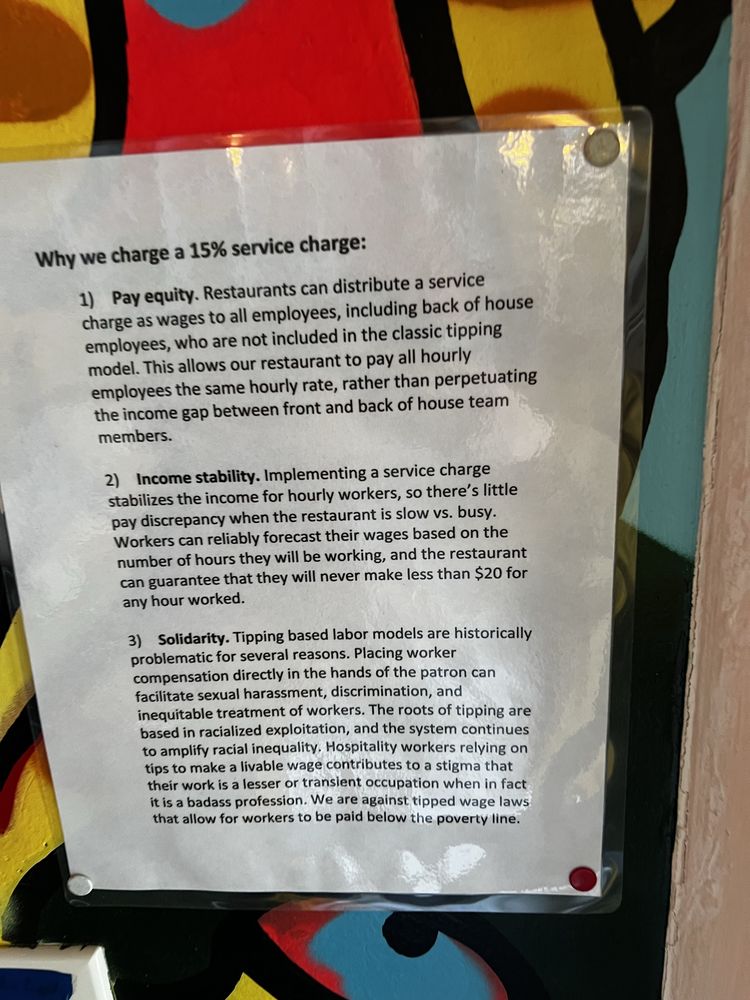 Why we charge a 15% service charge:
1) Pay equity. Restaurants can distribute a service
charge as wages to all employees, including back of house
employees, who are not included in the classic tipping
model. This allows our restaurant to pay all hourly
employees the same hourly rate, rather than perpetuating
the income gap between front and back of house team
members.
2) Income stability. Implementing a service charge
stabilizes the income for hourly workers, so there's little
pay discrepancy when the restaurant is slow vs. busy.
Workers can reliably forecast their wages based on the
number of hours they will be working, and the restaurant
can guarantee that they will never make less than $20 for
any hour worked.
3) Solidarity. Tipping based labor models are historically
problematic for several reasons. Placing worker
compensation directly in the hands of the patron can
facilitate sexual harassment, discrimination, and
inequitable treatment of workers. The roots of tipping are
based in racialized exploitation, and the system continues
to amplify racial inequality. Hospitality workers relying on
tips to make a livable wage contributes to a stigma that
their work is a lesser or transient occupation when in fact
it is a badass profession. We are against tipped wage laws
that allow for workers to be paid below the poverty line.